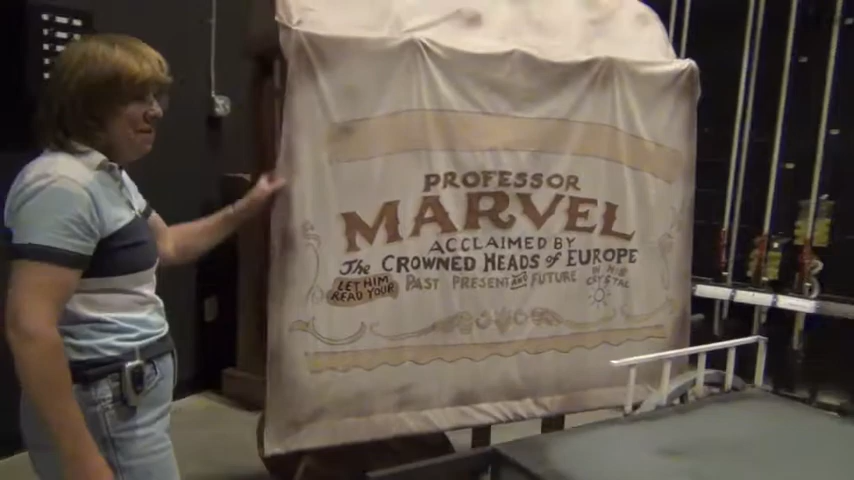 PROFESSOR
MARVEL
ACCLAIMED BY
The CROWNED HEADS of EUROPE
LET HIM
READ YOUR
PAST PRESENT AND FUTURE
IN HIS
CRYSTAL